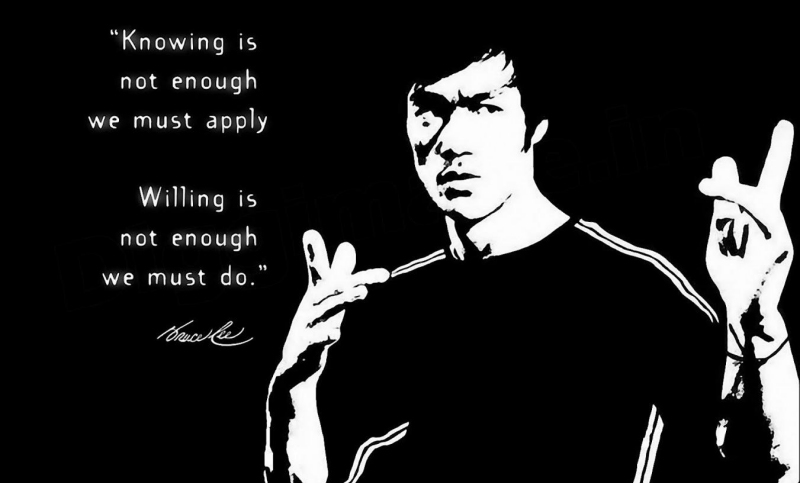 “Knowing is
not enough
we must apply
Willing is
not enough
we must do.”
Bruce Lee